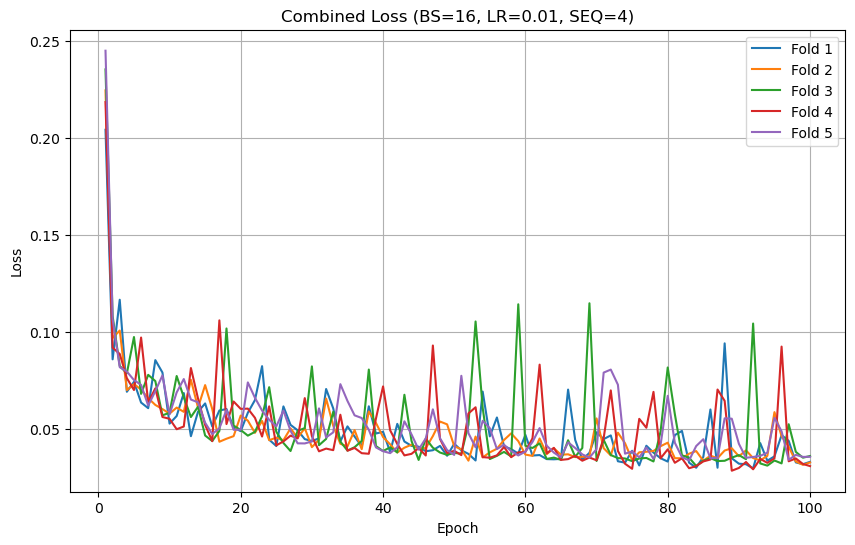 Combined Loss (BS=16, LR=0.01, SEQ=4)
Fold 1
Fold 2
Fold 3
Fold 4
Fold 5
Loss
0.25
0.20
0.15
0.10
0.05
0
20
40
60
80
100
Epoch